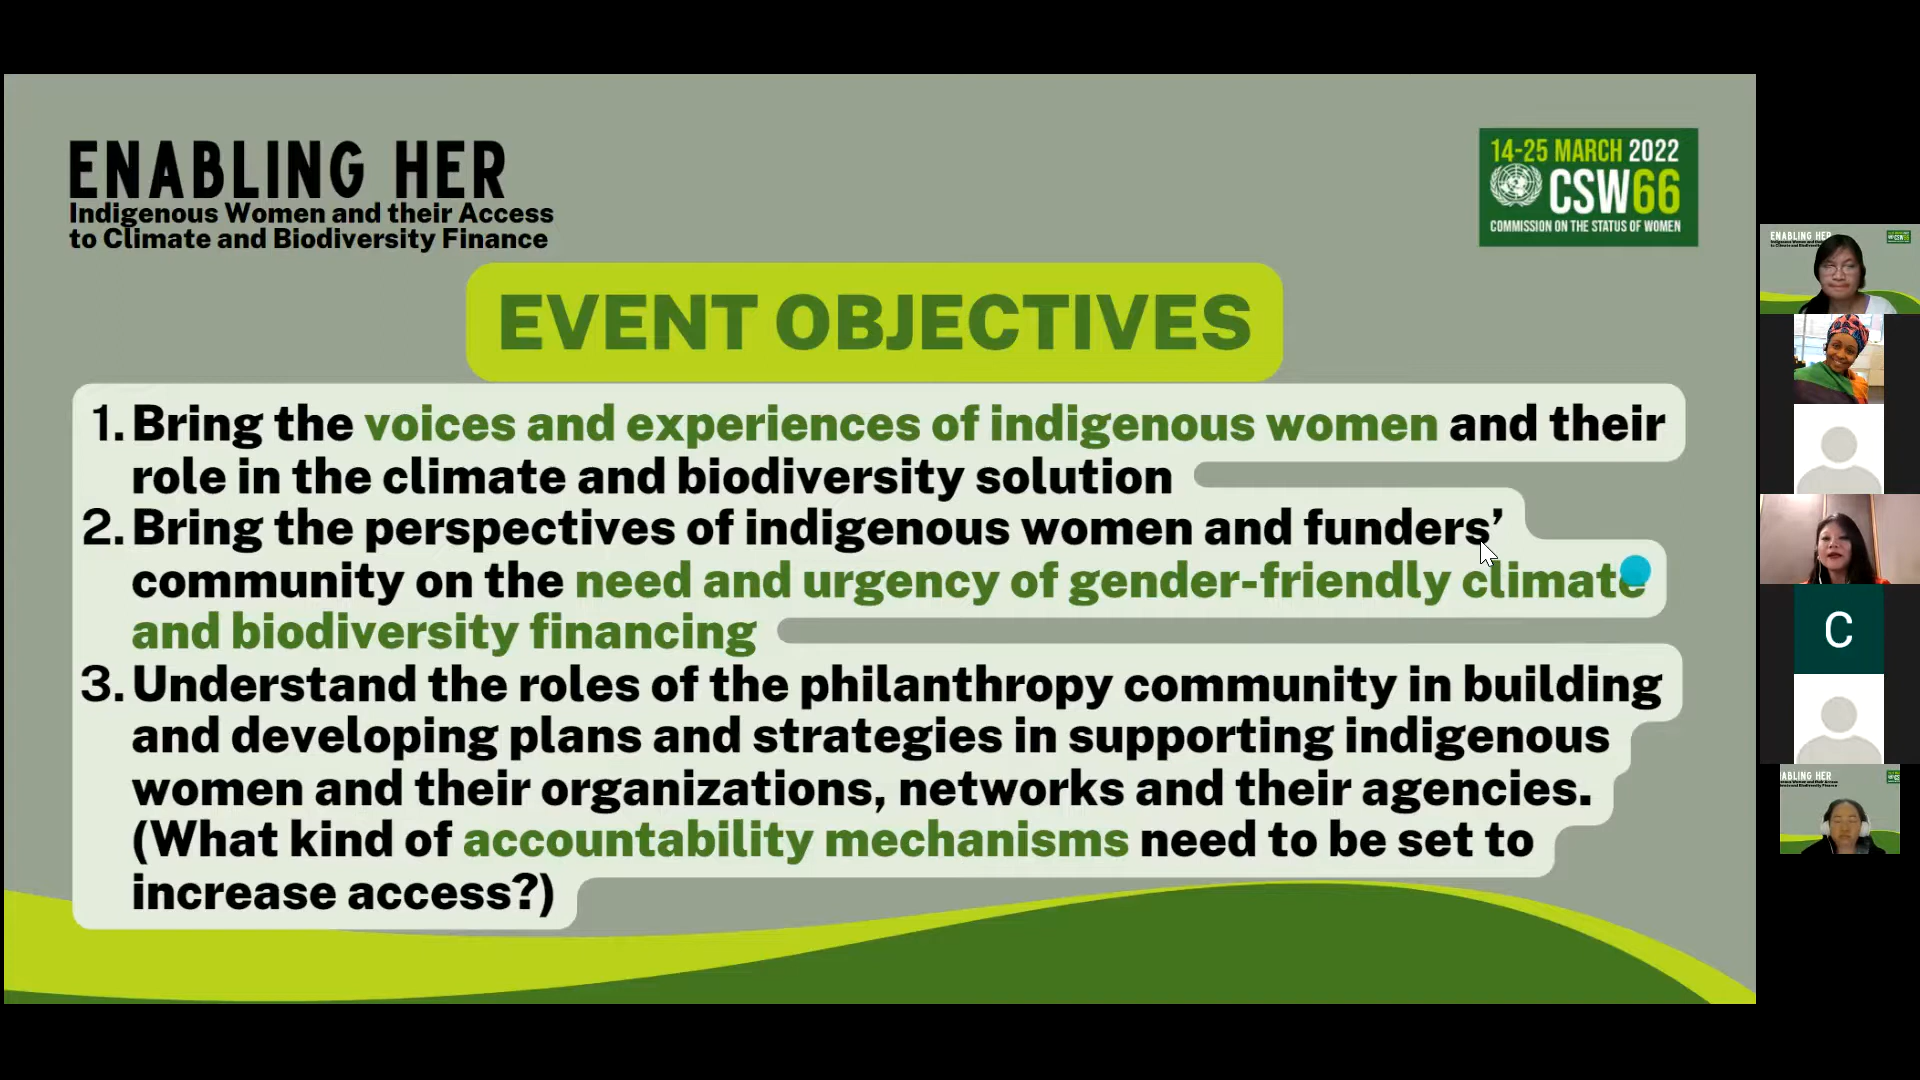 ENABLING HER
Indigenous Women and their Access
to Climate and Biodiversity Finance
14-25 MARCH 2022
CSW66
COMMISSION ON THE STATUS OF WOMEN
EVENT OBJECTIVES
1. Bring the voices and experiences of indigenous women and their
role in the climate and biodiversity solution
2. Bring the perspectives of indigenous women and funders’
community on the need and urgency of gender-friendly climate
and biodiversity financing
3. Understand the roles of the philanthropy community in building
and developing plans and strategies in supporting indigenous
women and their organizations, networks and their agencies.
(What kind of accountability mechanisms need to be set to
increase access?)
ENABLING HER
C
ABLING HER